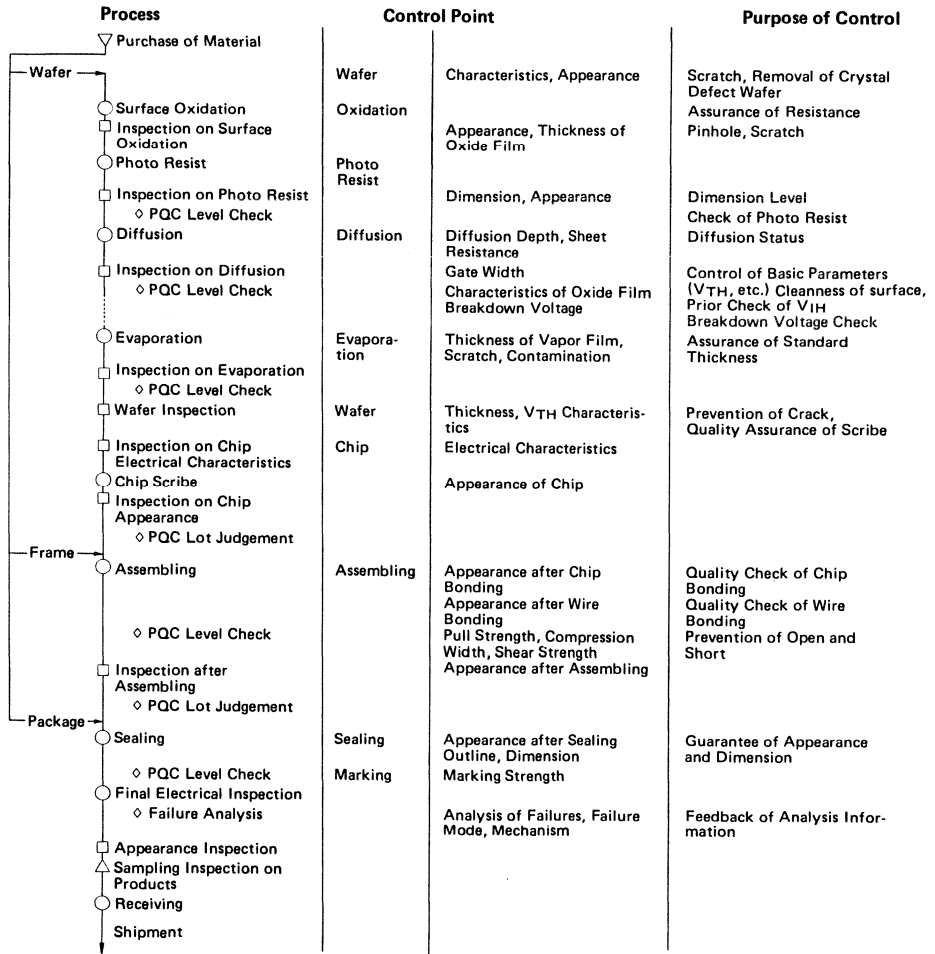 Process Control Point Purpose of Control
Purchase of Material
Wafer Wafer Characteristics, Appearance Scratch, Removal of Crystal
Defect Wafer
Surface Oxidation Oxidation Assurance of Resistance
Inspection on Surface Appearance, Thickness of Pinhole, Scratch
Oxidation Oxide Film
Photo Resist Photo
Resist
Inspection on Photo Resist Dimension, Appearance Dimension Level
◊ PQC Level Check Check of Photo Resist
Diffusion Diffusion Diffusion Depth, Sheet Diffusion Status
Resistance
Inspection on Diffusion Gate Width Control of Basic Parameters
◊ PQC Level Check Characteristics of Oxide Film (VTH, etc.) Cleanness of surface,
Breakdown Voltage Prior Check of VIH
Breakdown Voltage Check
Evaporation Evapora- Thickness of Vapor Film, Assurance of Standard
tion Scratch, Contamination Thickness
Inspection on Evaporation
◊ PQC Level Check
Wafer Inspection Wafer Thickness, VTH Characteris- Prevention of Crack,
tics Quality Assurance of Scribe
Inspection on Chip Chip Electrical Characteristics
Electrical Characteristics
Chip Scribe Appearance of Chip
Inspection on Chip
Appearance
◊ PQC Lot Judgement
Frame
Assembling Assembling Appearance after Chip Quality Check of Chip
Bonding Bonding
Appearance after Wire Quality Check of Wire
Bonding Bonding
◊ PQC Level Check Pull Strength, Compression Prevention of Open and
Width, Shear Strength Short
Inspection after Appearance after Assembling
Assembling
◊ PQC Lot Judgement
Package
Sealing Sealing Appearance after Sealing Guarantee of Appearance
Outline, Dimension and Dimension
◊ PQC Level Check Marking Marking Strength
Final Electrical Inspection
◊ Failure Analysis Analysis of Failures, Failure Feedback of Analysis Infor-
Mode, Mechanism mation
Appearance Inspection
Sampling Inspection on
Products
Receiving
Shipment